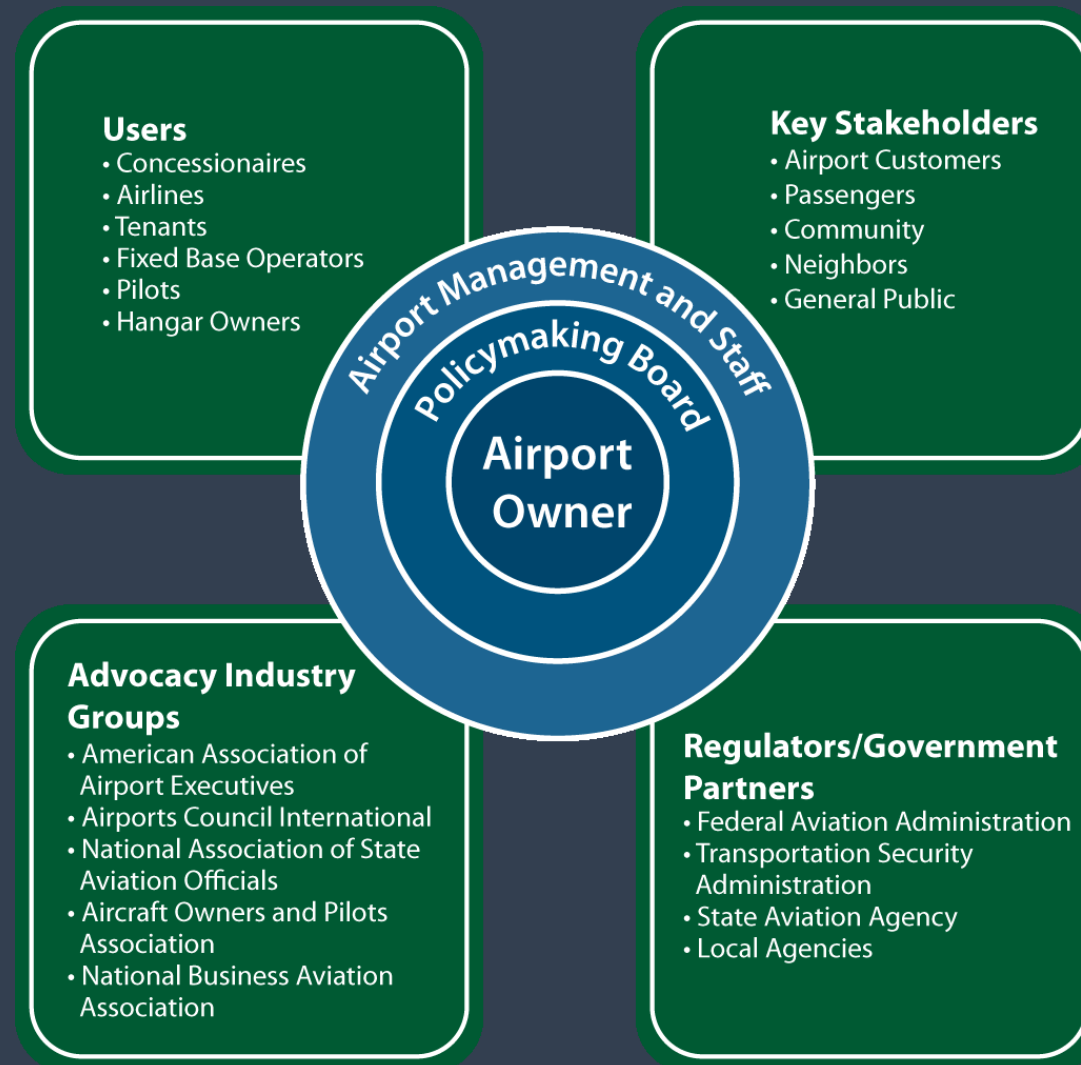 Users
• Concessionaires
• Airlines
• Tenants
• Fixed Base Operators
• Pilots
• Hangar Owners
Key Stakeholders
• Airport Customers
• Passengers
• Community
• Neighbors
• General Public
Airport Management and Staff
Policymaking Board
Airport
Owner
Advocacy Industry
Groups
• American Association of
Airport Executives
• Airports Council International
• National Association of State
Aviation Officials
• Aircraft Owners and Pilots
Association
• National Business Aviation
Association
Regulators/Government
Partners
• Federal Aviation Administration
• Transportation Security
Administration
• State Aviation Agency
• Local Agencies